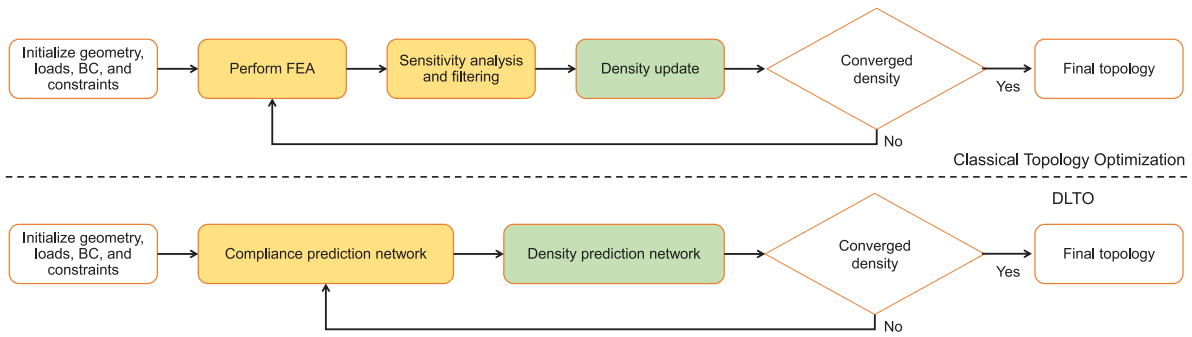 Initialize geometry,
loads, BC, and
constraints
Perform FEA
Sensitivity analysis
and filtering
Density update
Converged
density
Yes
Final topology
No
Classical Topology Optimization
DLTO
Initialize geometry,
loads, BC, and
constraints
Compliance prediction network
Density prediction network
Converged
density
Yes
Final topology
No